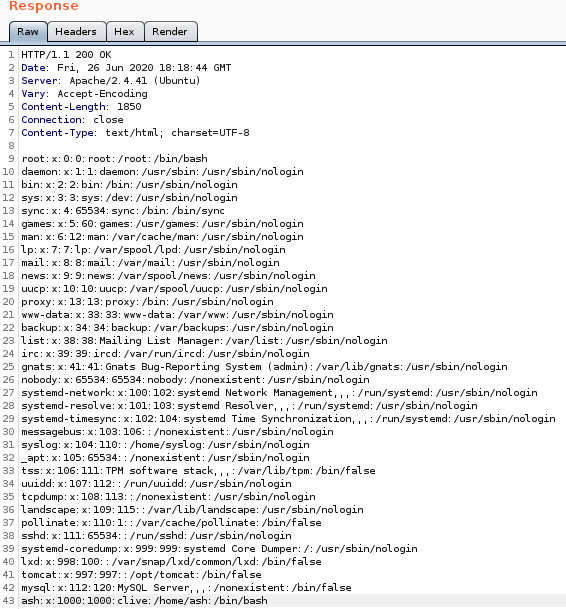 Response
Raw Headers Hex Render
1 HTTP/1.1 200 OK
2 Date: Fri, 26 Jun 2020 18:18:44 GMT
3 Server: Apache/2.4.41 (Ubuntu)
4 Vary: Accept-Encoding
5 Content-Length: 1850
6 Connection: close
7 Content-Type: text/html; charset=UTF-8
8
9 root:x:0:0:root:/root:/bin/bash
10 daemon:x:1:1:daemon:/usr/sbin:/usr/sbin/nologin
11 bin:x:2:2:bin:/bin:/usr/sbin/nologin
12 sys:x:3:3:sys:/dev:/usr/sbin/nologin
13 sync:x:4:65534:sync:/bin:/bin/sync
14 games:x:5:60:games:/usr/games:/usr/sbin/nologin
15 man:x:6:12:man:/var/cache/man:/usr/sbin/nologin
16 lp:x:7:7:lp:/var/spool/lpd:/usr/sbin/nologin
17 mail:x:8:8:mail:/var/mail:/usr/sbin/nologin
18 news:x:9:9:news:/var/spool/news:/usr/sbin/nologin
19 uucp:x:10:10:uucp:/var/spool/uucp:/usr/sbin/nologin
20 proxy:x:13:13:proxy:/bin:/usr/sbin/nologin
21 www-data:x:33:33:www-data:/var/www:/usr/sbin/nologin
22 backup:x:34:34:backup:/var/backups:/usr/sbin/nologin
23 list:x:38:38:Mailing List Manager:/var/list:/usr/sbin/nologin
24 irc:x:39:39:ircd:/var/run/ircd:/usr/sbin/nologin
25 gnats:x:41:41:Gnats Bug-Reporting System (admin):/var/lib/gnats:/usr/sbin/nologin
26 nobody:x:65534:65534:nobody:/nonexistent:/usr/sbin/nologin
27 systemd-network:x:100:102:systemd Network Management,,,:/run/systemd:/usr/sbin/nologin
28 systemd-resolve:x:101:103:systemd Resolver,,,:/run/systemd:/usr/sbin/nologin
29 systemd-timesync:x:102:104:systemd Time Synchronization,,,:/run/systemd:/usr/sbin/nologin
30 messagebus:x:103:106::/nonexistent:/usr/sbin/nologin
31 syslog:x:104:110::/home/syslog:/usr/sbin/nologin
32 _apt:x:105:65534::/nonexistent:/usr/sbin/nologin
33 tss:x:106:111:TPM software stack,,,:/var/lib/tpm:/bin/false
34 uuidd:x:107:112::/run/uuidd:/usr/sbin/nologin
35 tcpdump:x:108:113::/nonexistent:/usr/sbin/nologin
36 landscape:x:109:115::/var/lib/landscape:/usr/sbin/nologin
37 pollinate:x:110:1::/var/cache/pollinate:/bin/false
38 sshd:x:111:65534::/run/sshd:/usr/sbin/nologin
39 systemd-coredump:x:999:999:systemd Core Dumper:/:/usr/sbin/nologin
40 lxd:x:998:100::/var/snap/lxd/common/lxd:/bin/false
41 tomcat:x:997:997::/opt/tomcat:/bin/false
42 mysql:x:112:120:MySQL Server,,,:/nonexistent:/bin/false
43 ash:x:1000:1000:clive:/home/ash:/bin/bash